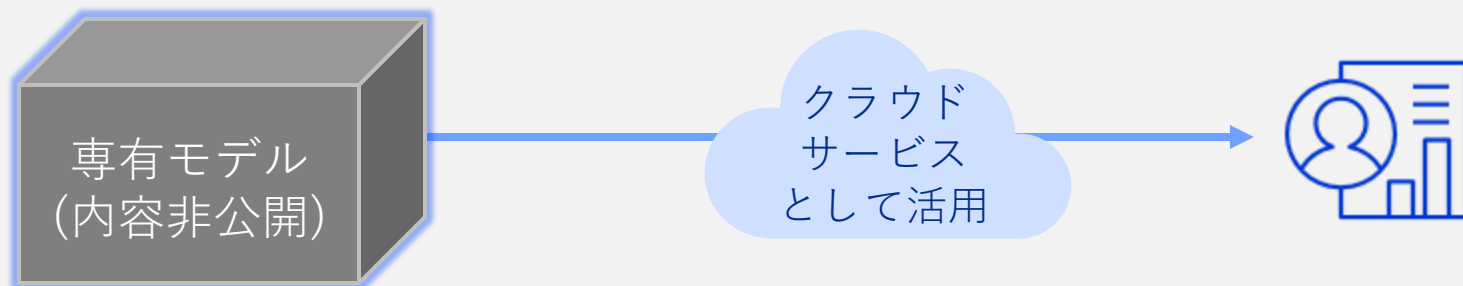 専有モデル
(内容非公開)
クラウド
サービス
として活用